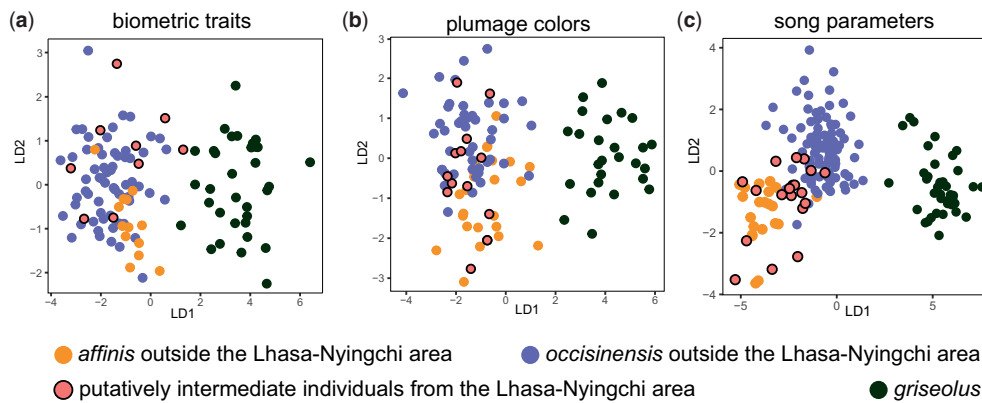 (a) biometric traits
3
2
1
0
−1
−2
LD2
−4 −2 0 2 4 6
LD1
(b) plumage colors
3
2
1
0
−1
−2
−3
LD2
−4 −2 0 2 4 6
LD1
(c) song parameters
4
2
0
−2
−4
LD2
−5 0 5
LD1
affinis outside the Lhasa-Nyingchi area
occisinensis outside the Lhasa-Nyingchi area
putatively intermediate individuals from the Lhasa-Nyingchi area
griseolus